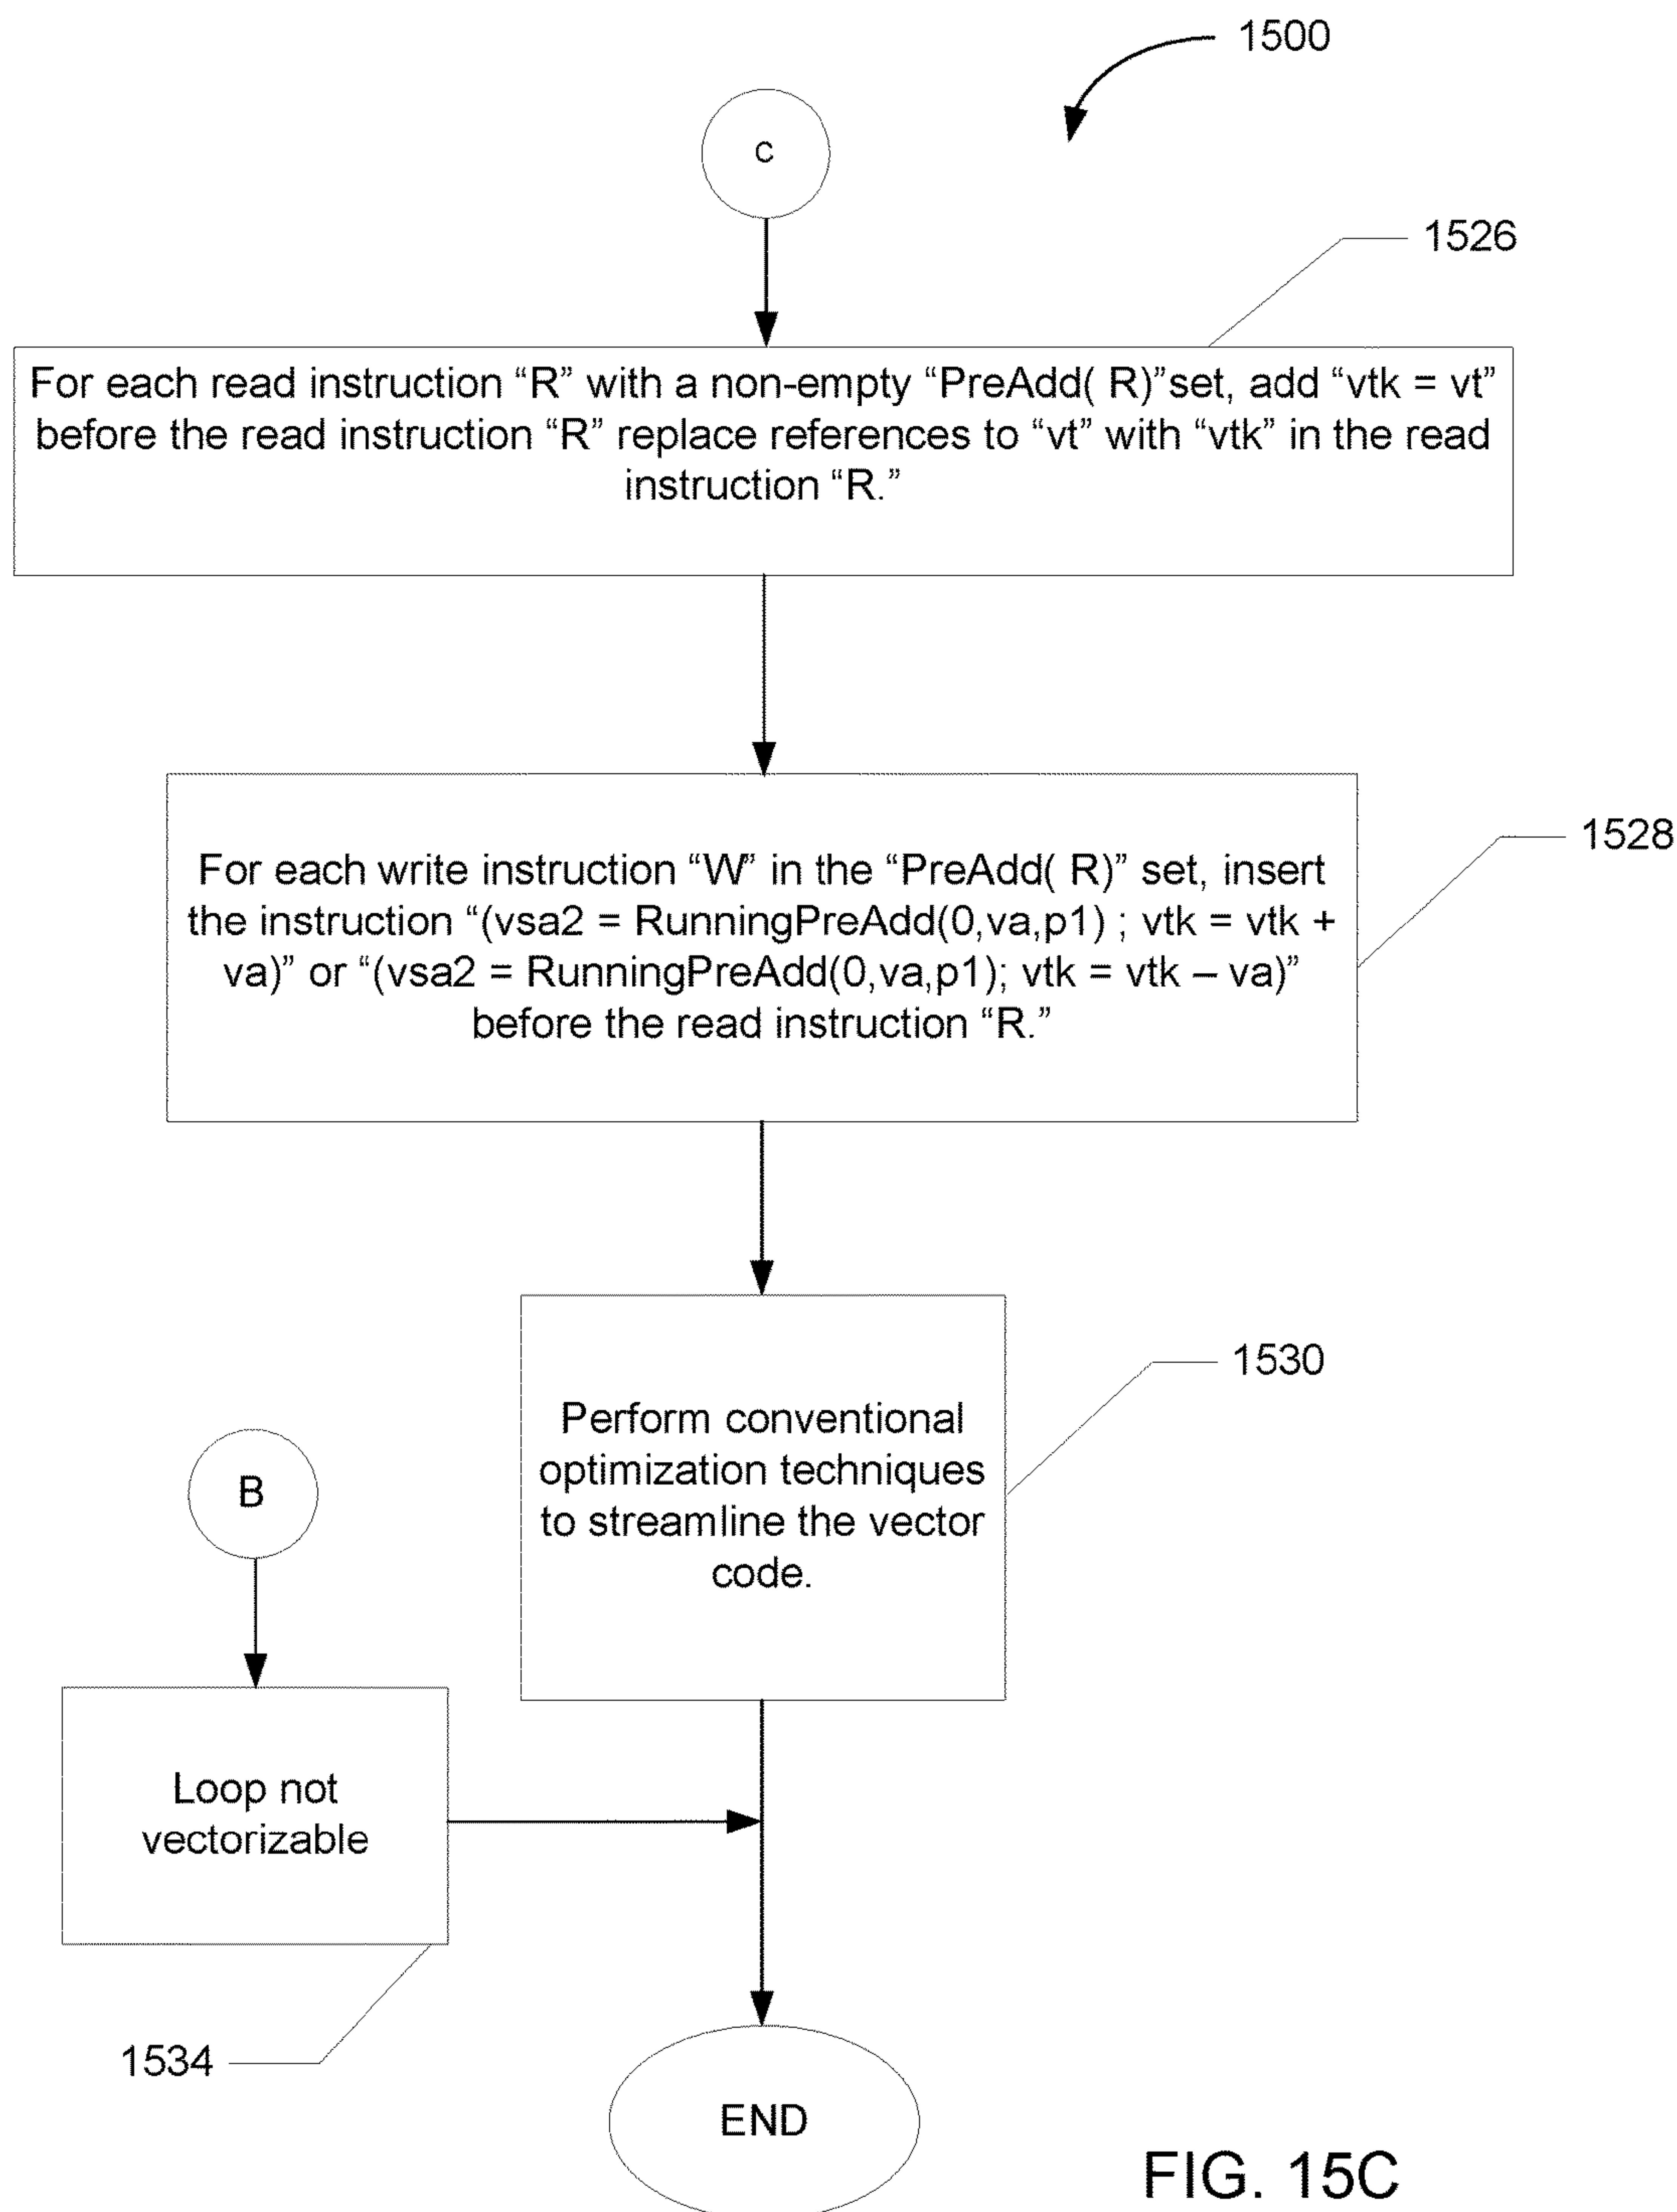 1500
c
1526
For each read instruction “R” with a non-empty “PreAdd( R)”set, add “vtk = vt”
before the read instruction “R” replace references to “vt” with “vtk” in the read
instruction “R.”
1528
For each write instruction “W” in the “PreAdd( R)” set, insert
the instruction “(vsa2 = RunningPreAdd(0,va,p1) ; vtk = vtk +
va)” or “(vsa2 = RunningPreAdd(0,va,p1); vtk = vtk – va)”
before the read instruction “R.”
1530
Perform conventional
optimization techniques
to streamline the vector
code.
B
Loop not
vectorizable
1534
END
FIG. 15C